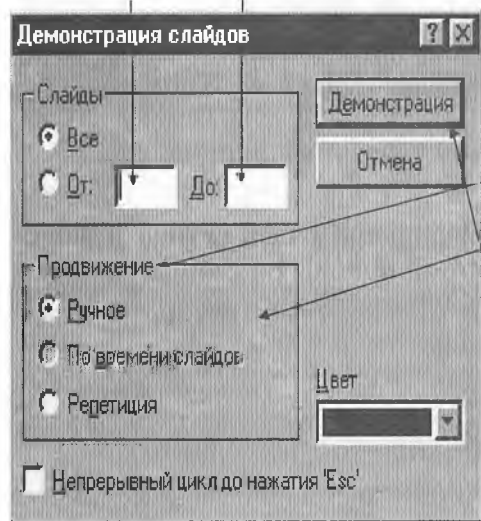 Демонстрация слайдов
Слайды
Все
От: До:
Демонстрация
Отмена
Продвижение
Ручное
По времени слайдов
Репетиция
Цвет
Непрерывный цикл до нажатия 'Esc'